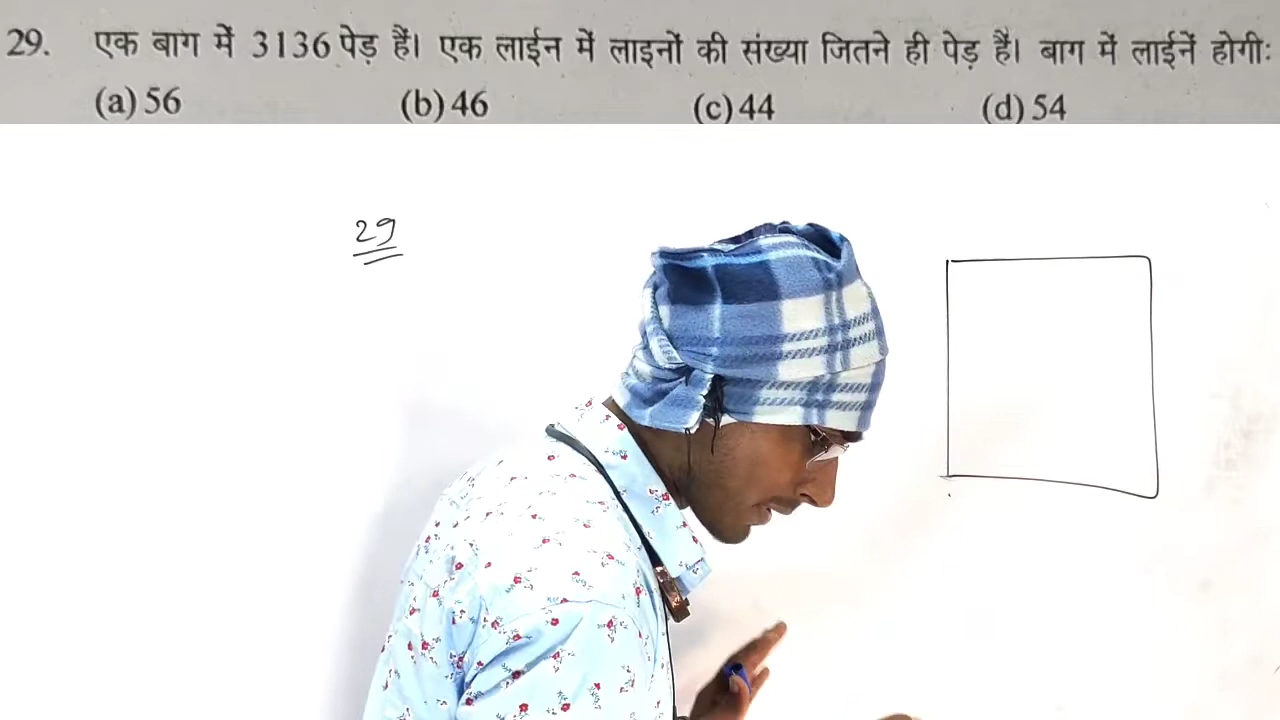 29. एक बाग में 3136 पेड़ हैं। एक लाईन में लाइनों की संख्या जितने ही पेड़ हैं। बाग में लाईनें होगीः
(a) 56 (b) 46 (c) 44 (d) 54
29